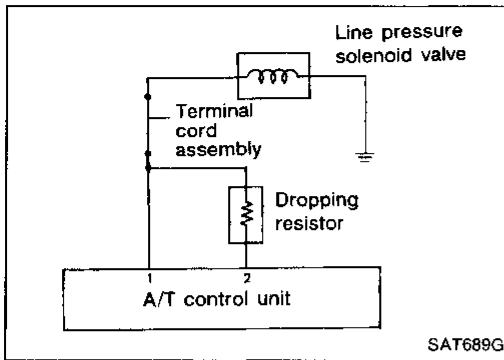 Line pressure
solenoid valve
Terminal
cord
assembly
Dropping
resistor
1 2
A/T control unit
SAT689G